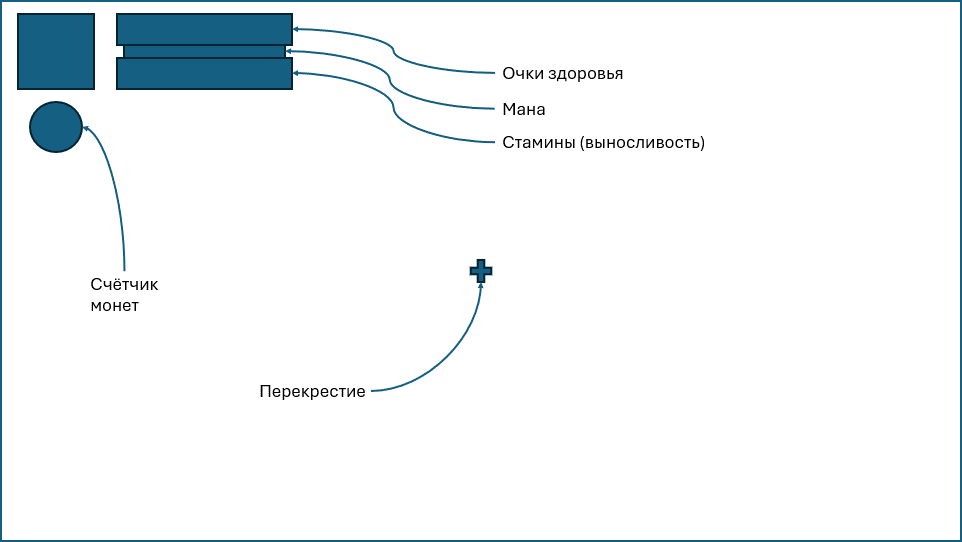 Очки здоровья
Мана
Стамины (выносливость)
Счётчик
монет
Перекрестие